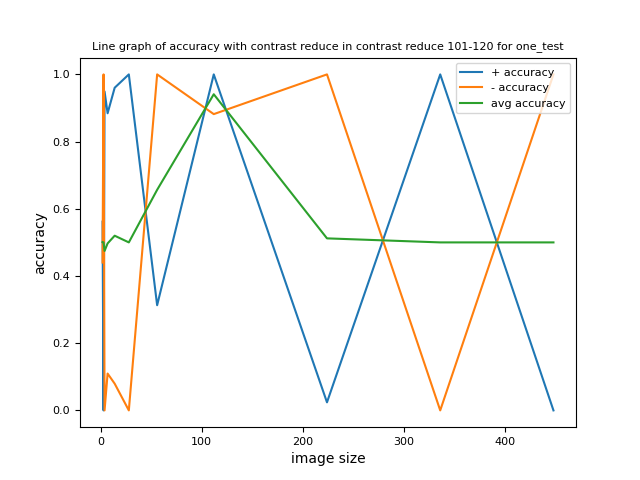 Line graph of accuracy with contrast reduce in contrast reduce 101-120 for one_test
+ accuracy
- accuracy
avg accuracy
1.0
0.8
0.6
0.4
0.2
0.0
accuracy
0 100 200 300 400
image size